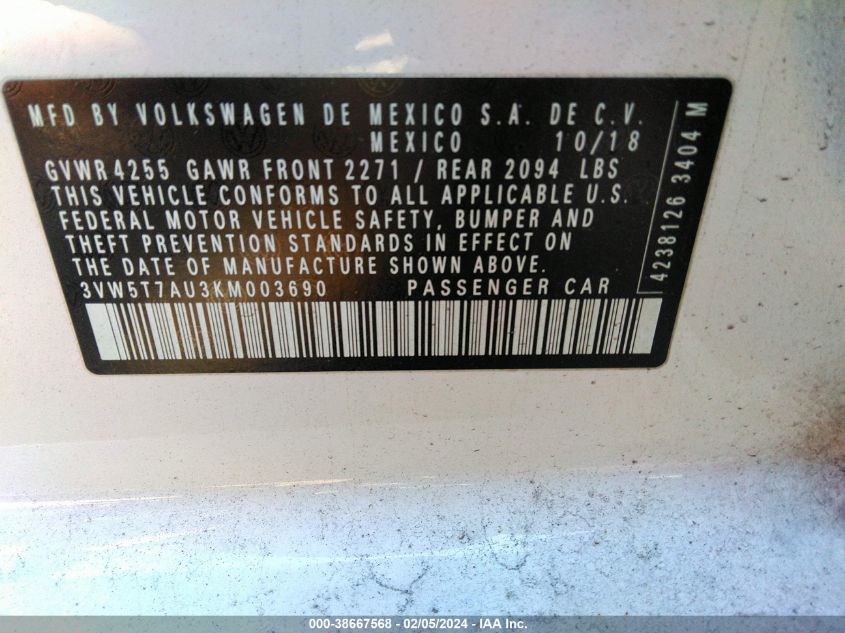 MFD BY VOLKSWAGEN DE MEXICO S.A. DE C.V.
MEXICO 10/18
GVWR 4255 GAWR FRONT 2271 / REAR 2094 LBS
THIS VEHICLE CONFORMS TO ALL APPLICABLE U.S.
FEDERAL MOTOR VEHICLE SAFETY, BUMPER AND
THEFT PREVENTION STANDARDS IN EFFECT ON
THE DATE OF MANUFACTURE SHOWN ABOVE.
3VW5T7AU3KM003690 PASSENGER CAR
4238126 3404 M
000-38667568 - 02/05/2024 - IAA Inc.